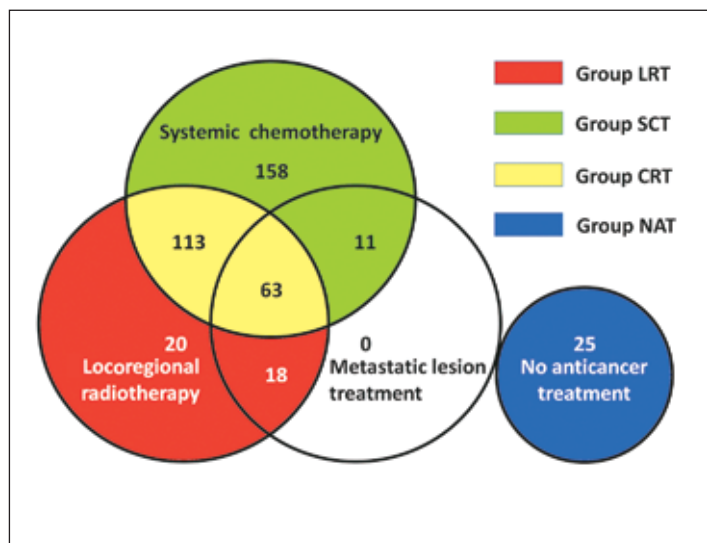 Group LRT
Group SCT
Group CRT
Group NAT
Systemic chemotherapy
158
113
11
63
20
Locoregional
radiotherapy
18
0
Metastatic lesion
treatment
25
No anticancer
treatment